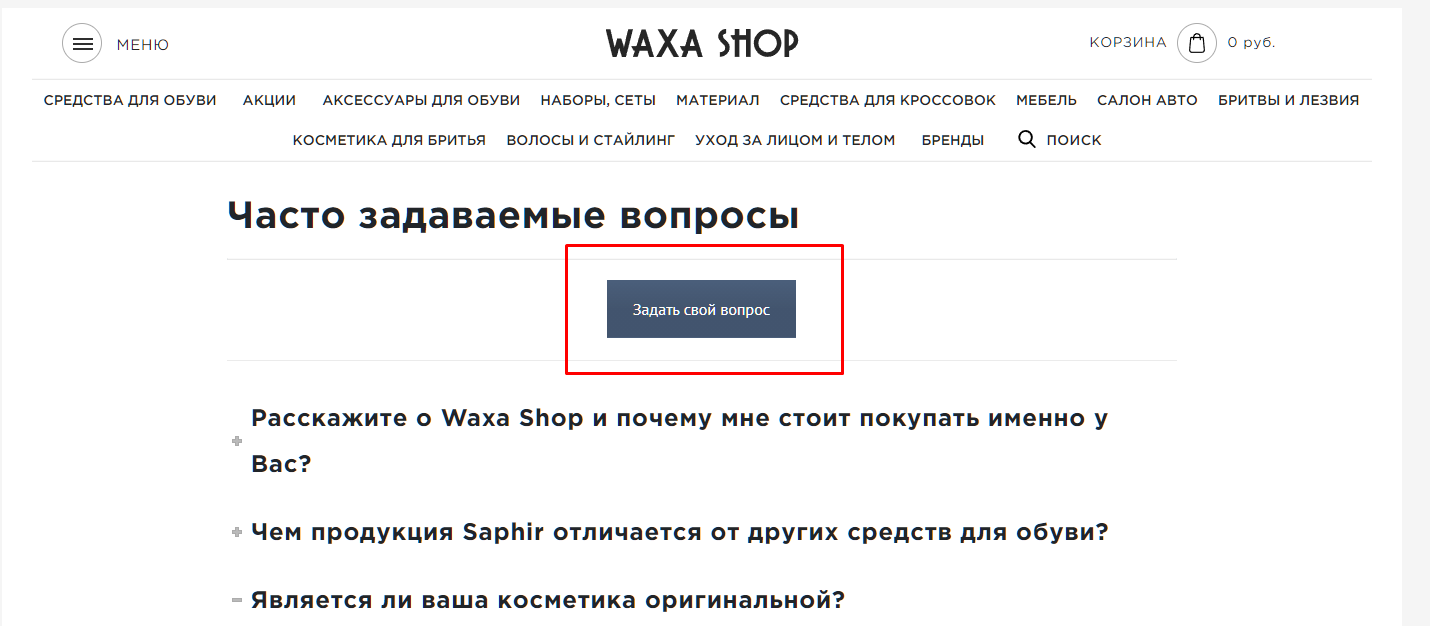 МЕНЮ
WAXA SHOP
КОРЗИНА 0 руб.
СРЕДСТВА ДЛЯ ОБУВИ АКЦИИ АКСЕССУАРЫ ДЛЯ ОБУВИ НАБОРЫ, СЕТЫ МАТЕРИАЛ СРЕДСТВА ДЛЯ КРОССОВОК МЕБЕЛЬ САЛОН АВТО БРИТВЫ И ЛЕЗВИЯ
КОСМЕТИКА ДЛЯ БРИТЬЯ ВОЛОСЫ И СТАЙЛИНГ УХОД ЗА ЛИЦОМ И ТЕЛОМ БРЕНДЫ ПОИСК
Часто задаваемые вопросы
Задать свой вопрос
Расскажите о Waxa Shop и почему мне стоит покупать именно у
Вас?
Чем продукция Saphir отличается от других средств для обуви?
Является ли ваша косметика оригинальной?